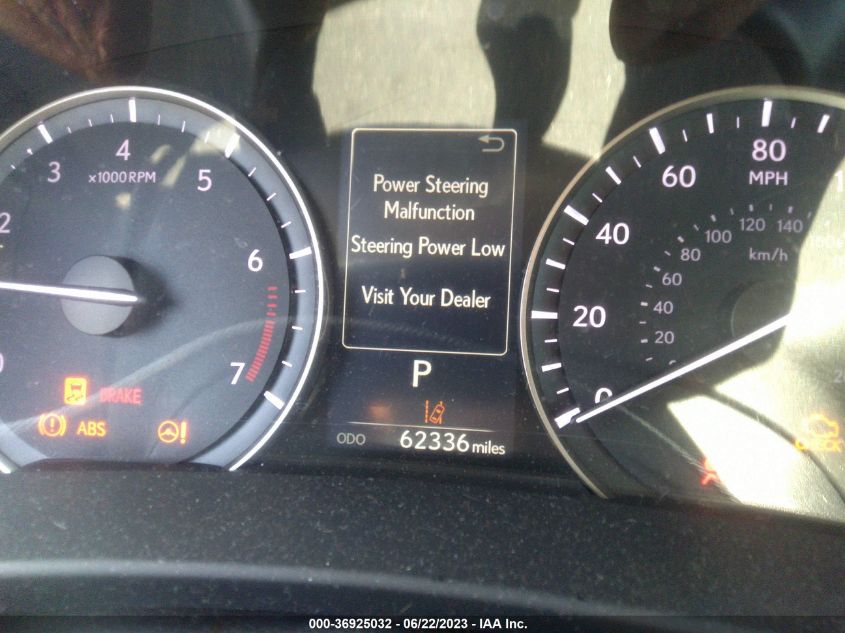 2
3
4
5
6
7
0
x1000RPM
BRAKE
ABS
!
Power Steering
Malfunction
Steering Power Low
Visit Your Dealer
P
ODO 62336 miles
0
20
40
60
80
MPH
20
40
60
80
100
120
140
km/h
CHECK
000-36925032 - 06/22/2023 - IAA Inc.